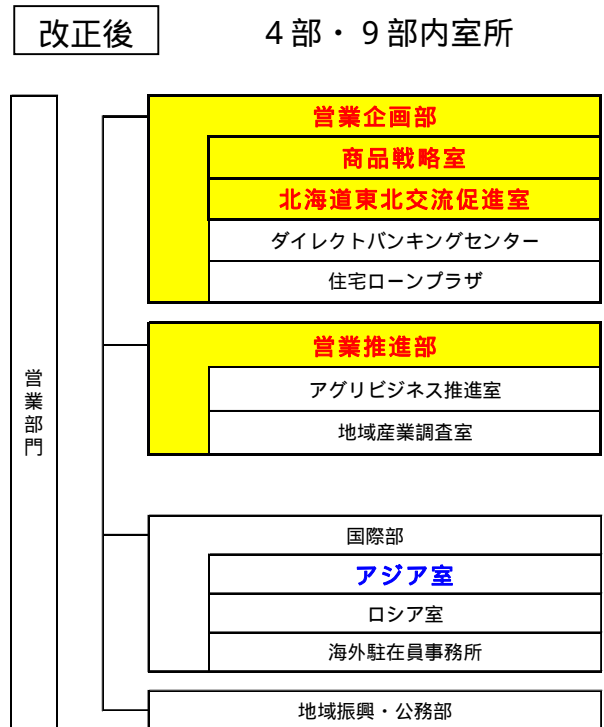 改正後 4部・9部内室所
営業部門
営業企画部
商品戦略室
北海道東北交流促進室
ダイレクトバンキングセンター
住宅ローンプラザ
営業推進部
アグリビジネス推進室
地域産業調査室
国際部
アジア室
ロシア室
海外駐在員事務所
地域振興・公務部